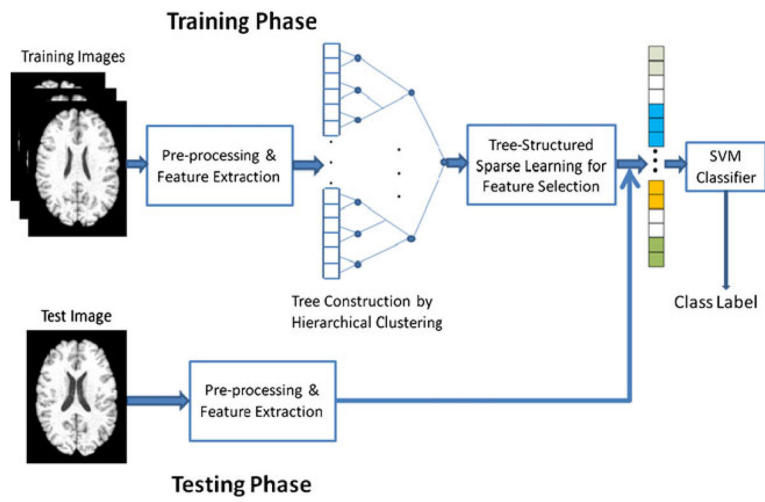 Training Phase
Training Images
Pre-processing &
Feature Extraction
Tree-Structured
Sparse Learning for
Feature Selection
SVM
Classifier
Tree Construction by
Hierarchical Clustering
Class Label
Test Image
Pre-processing &
Feature Extraction
Testing Phase